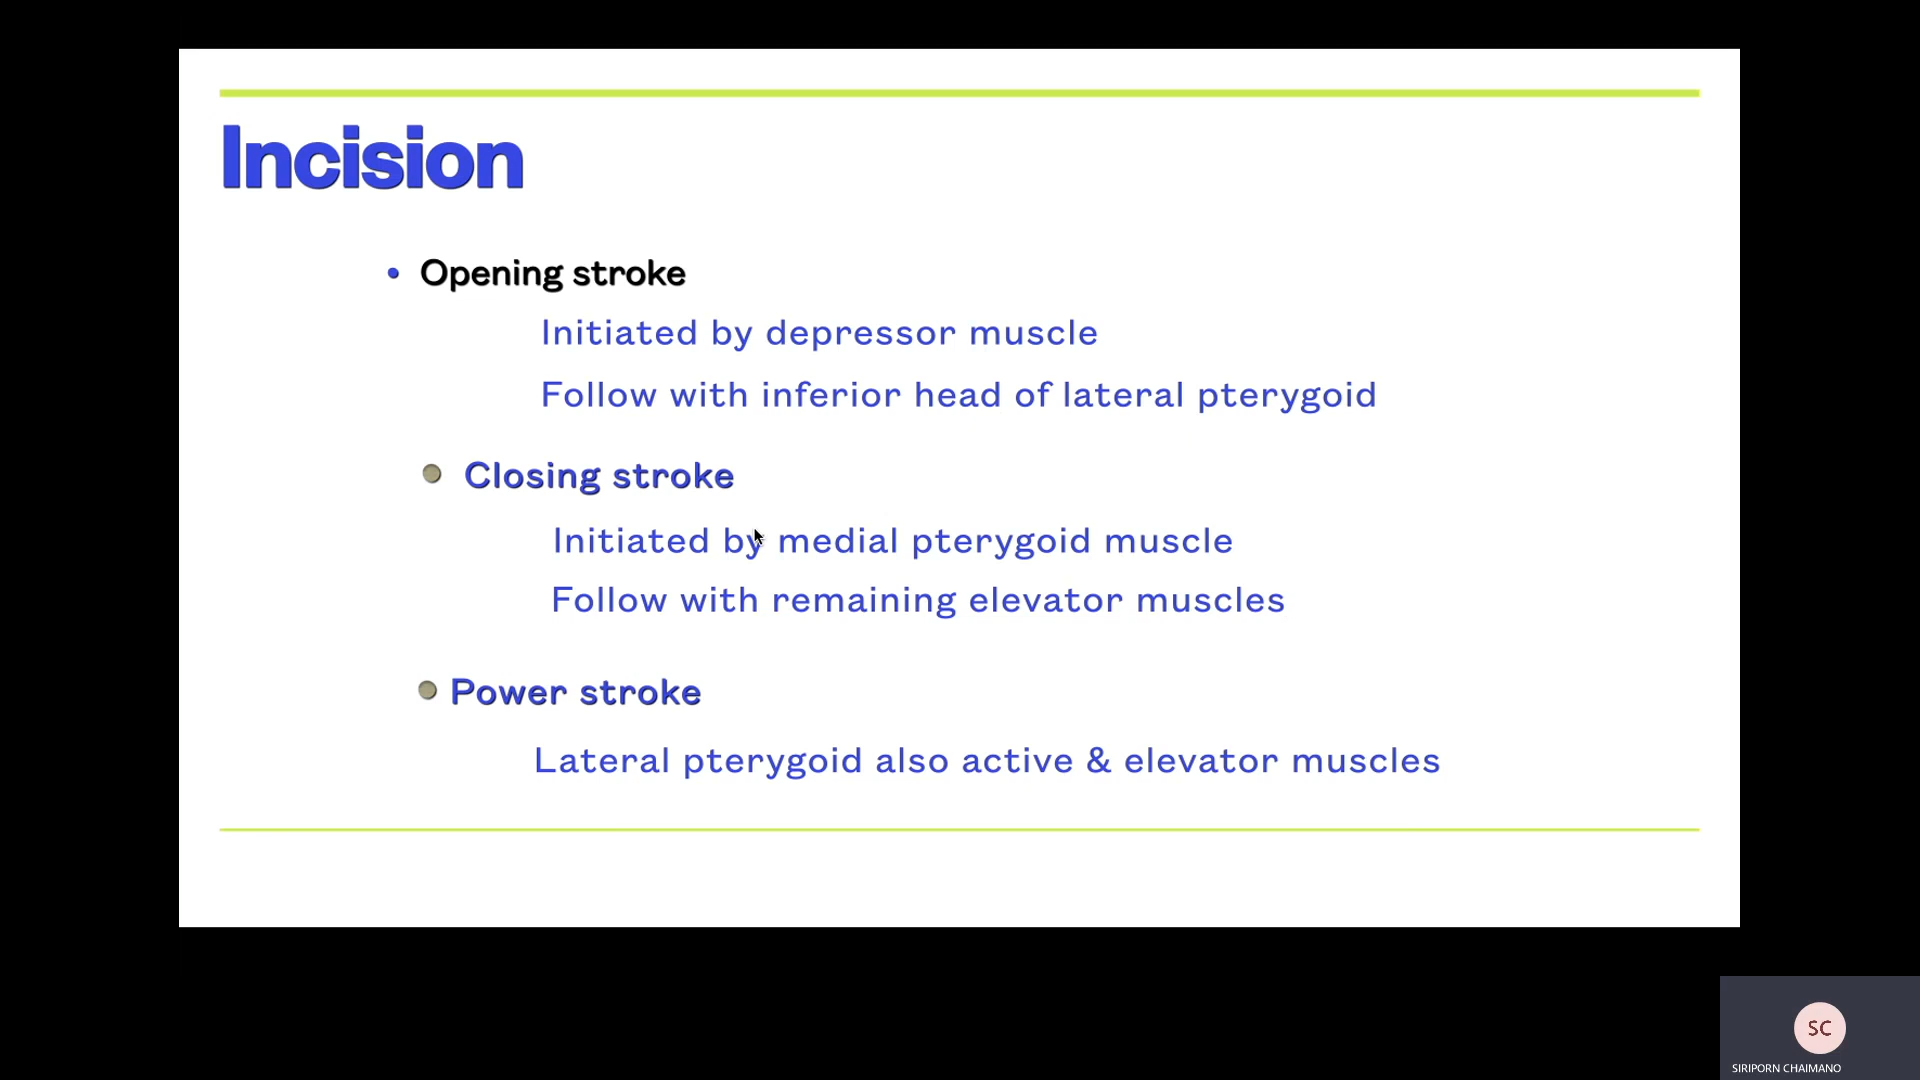 Incision
• Opening stroke
Initiated by depressor muscle
Follow with inferior head of lateral pterygoid
Closing stroke
Initiated by medial pterygoid muscle
Follow with remaining elevator muscles
Power stroke
Lateral pterygoid also active & elevator muscles
SC
SIRIPORN CHAIMANO